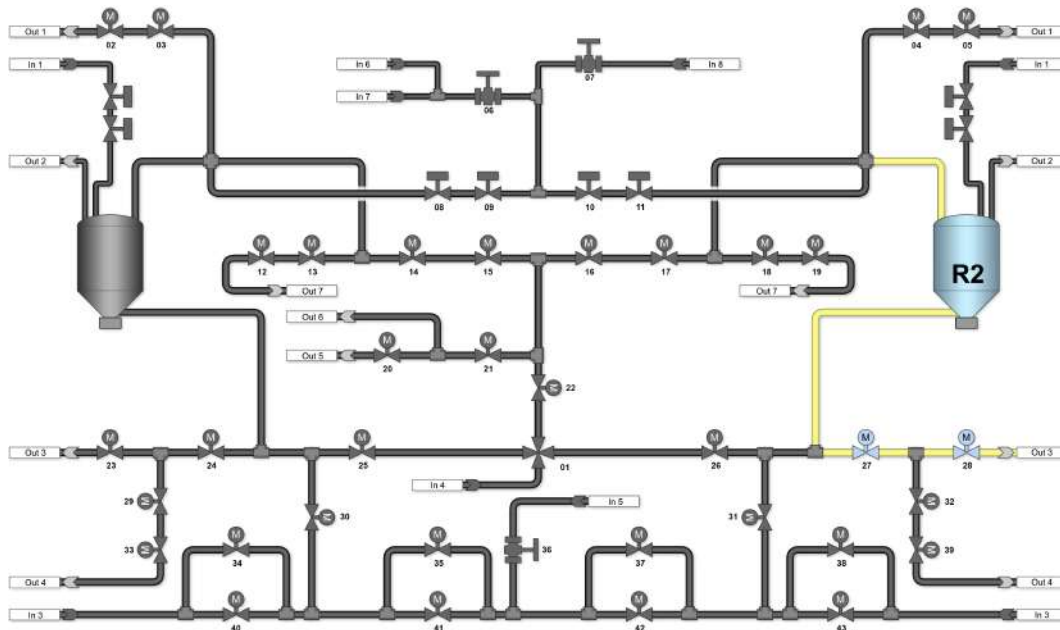 Out 1
M
M
02
03
M
M
04
05
Out 1
In 1
In 6
07
In 8
In 1
In 7
06
Out 2
Out 2
08
09
10
11
R2
M
M
M
M
M
M
M
M
12
13
14
15
16
17
18
19
Out 7
Out 7
Out 6
M
M
Out 5
20
21
M
22
M
M
M
M
M
M
Out 3
23
24
25
01
26
27
28
Out 3
In 4
29
M
In 5
M
32
M
30
31
M
33
M
M
34
M
35
36
M
37
M
38
M
39
Out 4
Out 4
In 3
M
40
M
41
M
42
M
43
In 3